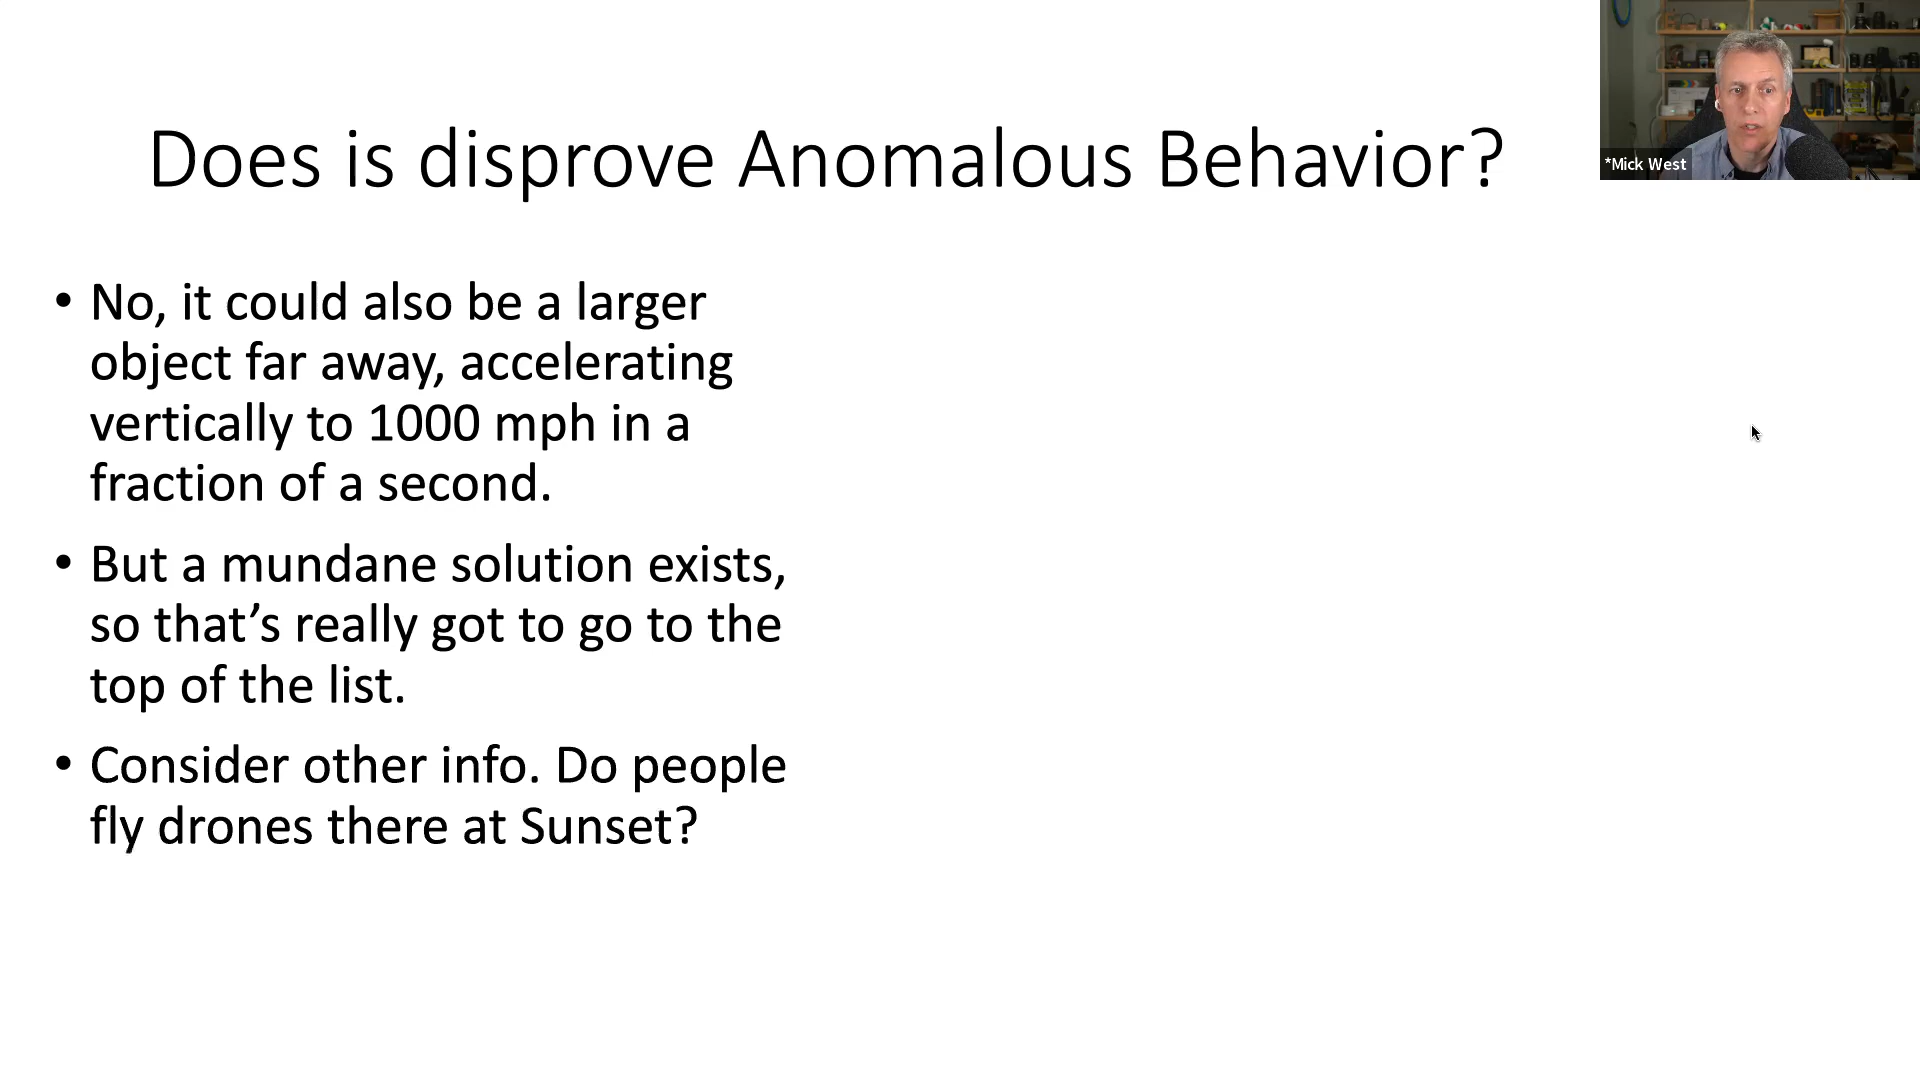 Does is disprove Anomalous Behavior?
*Mick West
• No, it could also be a larger
object far away, accelerating
vertically to 1000 mph in a
fraction of a second.
• But a mundane solution exists,
so that’s really got to go to the
top of the list.
• Consider other info. Do people
fly drones there at Sunset?